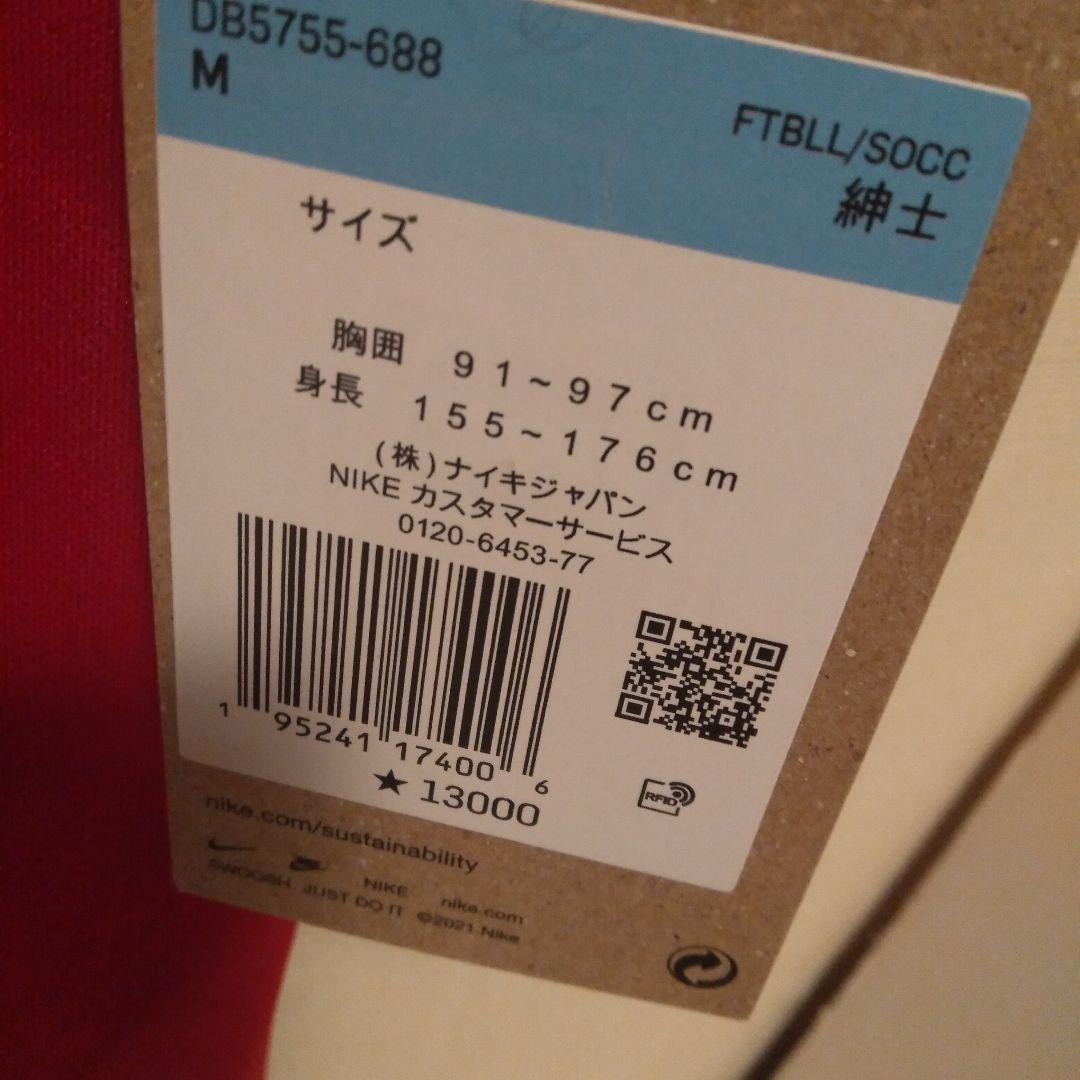 DB5755-688
M
FTBLL/SOCC
紳士
サイズ
胸囲 91~97cm
身長 155~176cm
(株)ナイキジャパン
NIKE カスタマーサービス
0120-6453-77
1 95241 17400 6
★13000
RFID
nike.com/sustainability
SWOOSH JUST DO IT NIKE nike.com
©2021 Nike